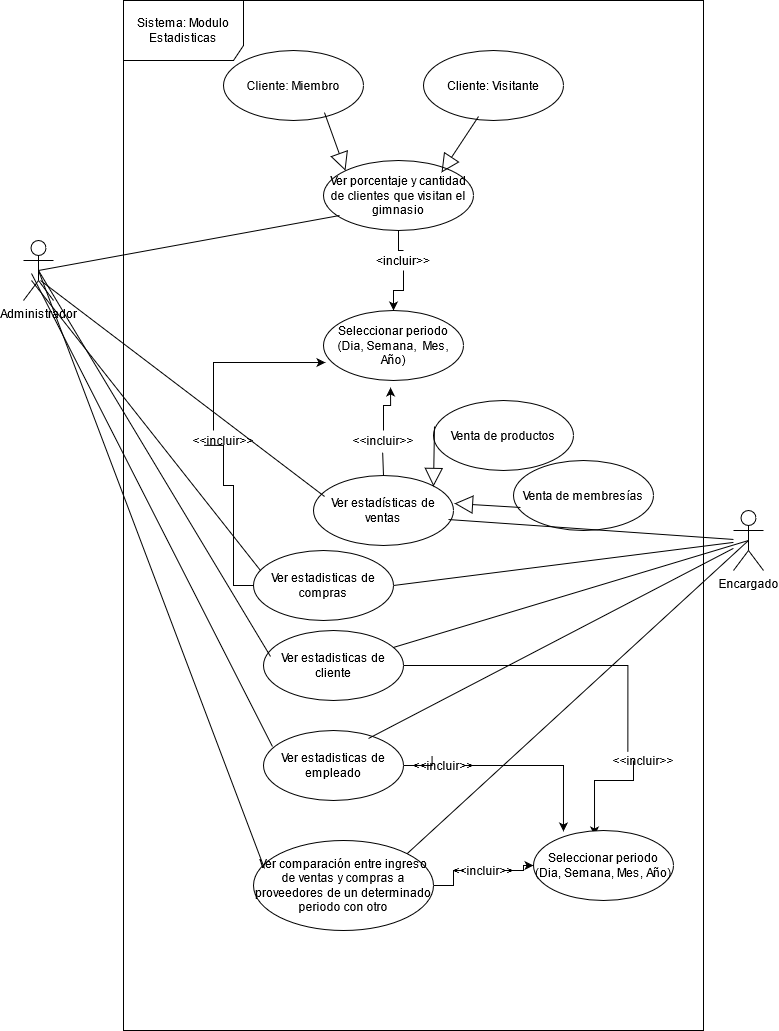 Sistema: Modulo
Estadisticas
Cliente: Miembro
Cliente: Visitante
Ver porcentaje y cantidad
de clientes que visitan el
gimnasio
<incluir>>
Administrador
Seleccionar periodo
(Dia, Semana, Mes,
Año)
<<incluir>>
<<incluir>>
Venta de productos
Venta de membresías
Ver estadísticas de
ventas
Encargado
Ver estadisticas de
compras
Ver estadisticas de
cliente
Ver estadisticas de
empleado
<<incluir>>
<<incluir>>
Ver comparación entre ingreso
de ventas y compras a
proveedores de un determinado
periodo con otro
<<incluir>>
Seleccionar periodo
(Dia, Semana, Mes, Año)